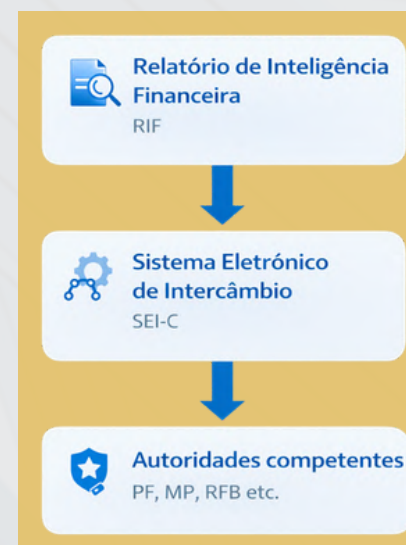 Relatório de Inteligência
Financeira
RIF
Sistema Eletrónico
de Intercâmbio
SEI-C
Autoridades competentes
PF, MP, RFB etc.